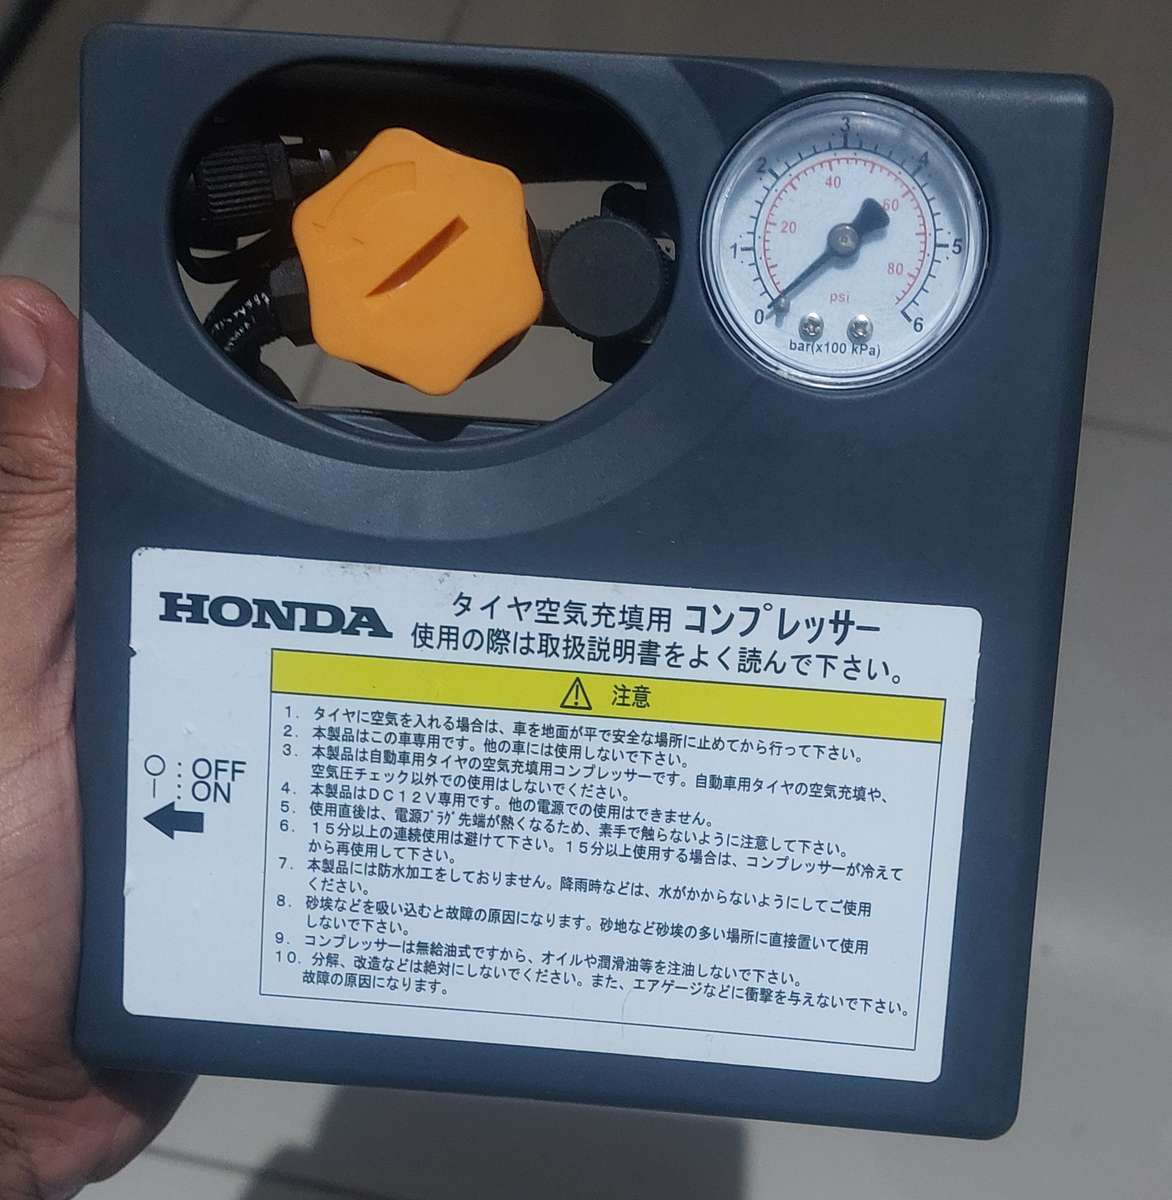 0 1 2 3 4 5 6
20 40 60 80
psi
bar(x100 kPa)
HONDA タイヤ空気充填用 コンプレッサー
使用の際は取扱説明書をよく読んで下さい。
⚠ 注意
1. タイヤに空気を入れる場合は、車を地面が平で安全な場所に止めてから行って下さい。
2. 本製品はこの車専用です。他の車には使用しないで下さい。
3. 本製品は自動車用タイヤの空気充填用コンプレッサーです。自動車用タイヤの空気充填や、
空気圧チェック以外での使用はしないでください。
4. 本製品はDC12V専用です。他の電源での使用はできません。
5. 使用直後は、電源プラグ先端が熱くなるため、素手で触らないように注意して下さい。
6. 15分以上の連続使用は避けて下さい。15分以上使用する場合は、コンプレッサーが冷えて
から再使用して下さい。
7. 本製品には防水加工をしておりません。降雨時などは、水がかからないようにしてご使用
ください。
8. 砂埃などを吸い込むと故障の原因になります。砂地など砂埃の多い場所に直接置いて使用
しないで下さい。
9. コンプレッサーは無給油式ですから、オイルや潤滑油等を注油しないで下さい。
10. 分解、改造などは絶対にしないでください。また、エアゲージなどに衝撃を与えないで下さい。
故障の原因になります。
○ : OFF
| : ON